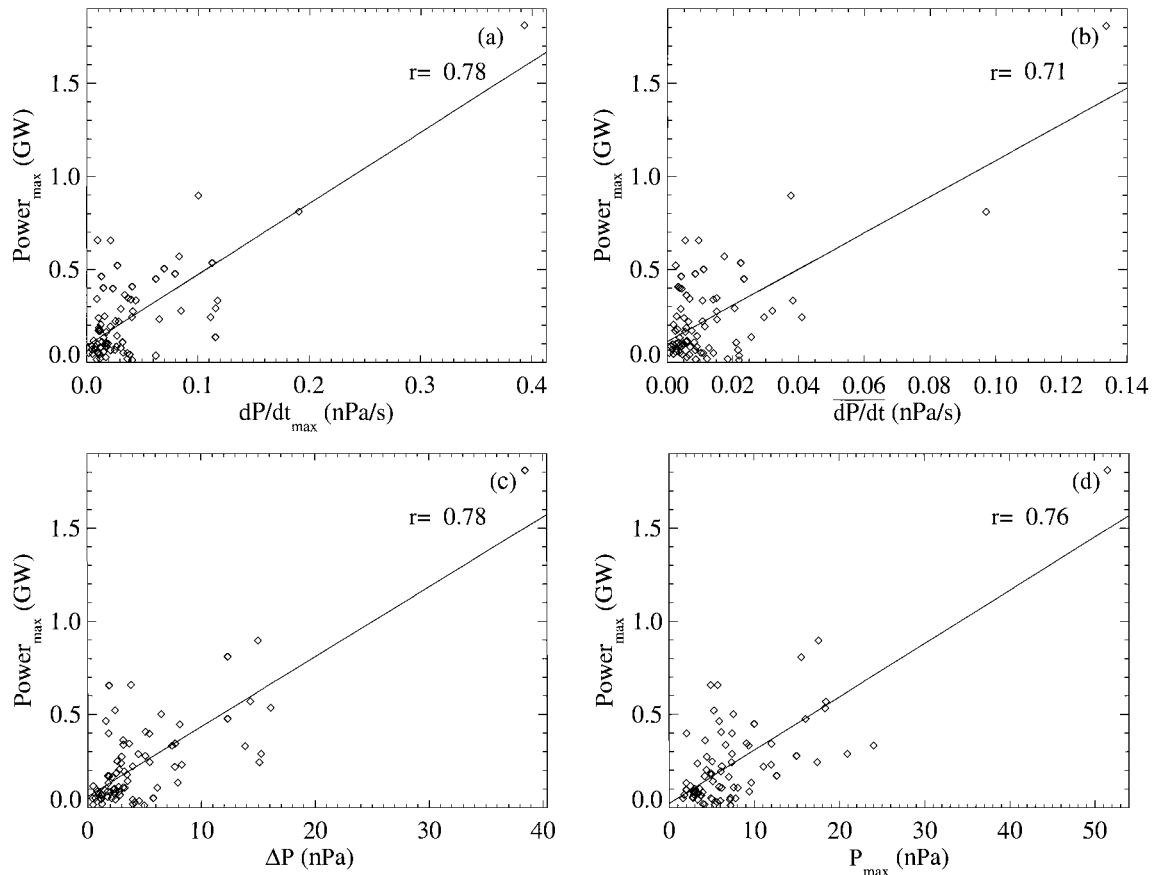 (a)
r= 0.78
1.5
1.0
0.5
0.0
Power_max (GW)
0.0 0.1 0.2 0.3 0.4
dP/dt_max (nPa/s)
(b)
r= 0.71
1.5
1.0
0.5
0.0
Power_max (GW)
0.00 0.02 0.04 0.06 0.08 0.10 0.12 0.14
dP/dt (nPa/s)
(c)
r= 0.78
1.5
1.0
0.5
0.0
Power_max (GW)
0 10 20 30 40
ΔP (nPa)
(d)
r= 0.76
1.5
1.0
0.5
0.0
Power_max (GW)
0 10 20 30 40 50
P_max (nPa)